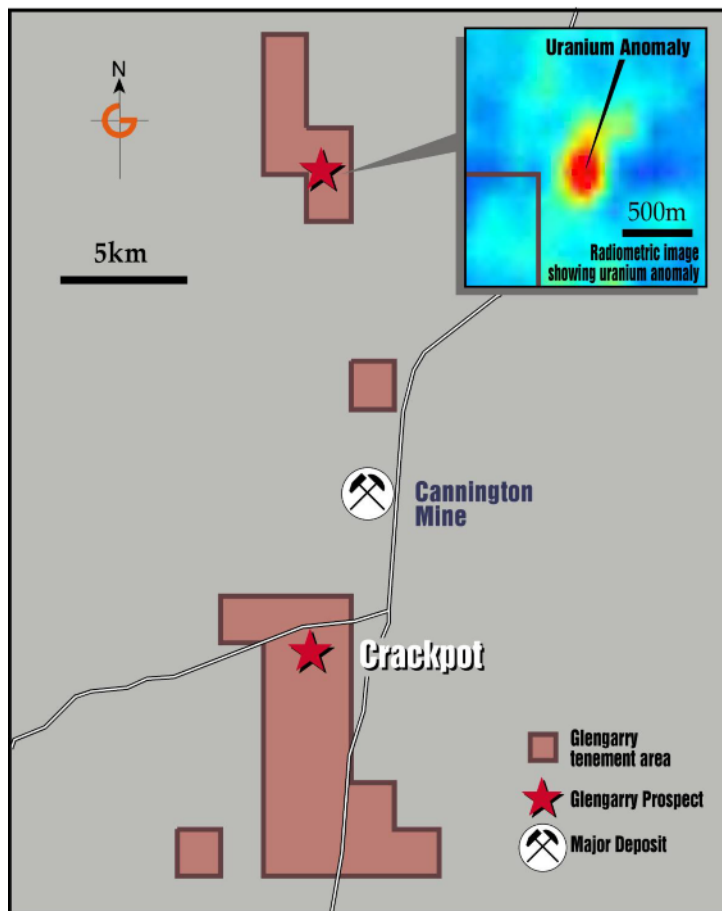 N
5km
Uranium Anomaly
500m
Radiometric image
showing uranium anomaly
Cannington
Mine
Crackpot
Glengarry
tenement area
Glengarry Prospect
Major Deposit